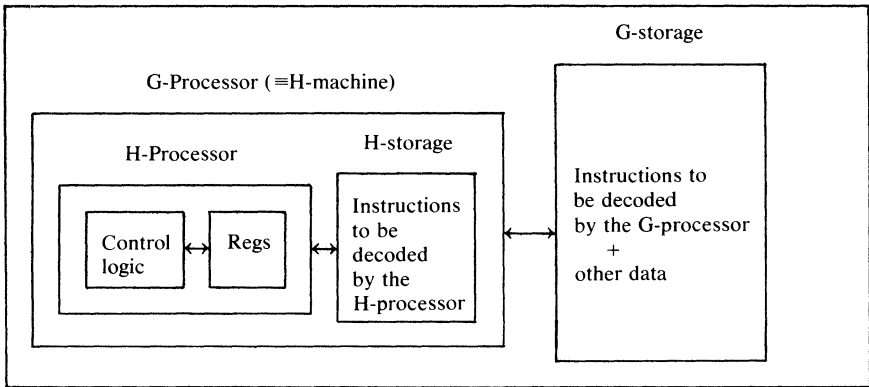 G-storage
G-Processor (≡H-machine)
H-Processor
H-storage
Control
logic
Regs
Instructions
to be
decoded
by the
H-processor
Instructions to
be decoded
by the G-processor
+
other data